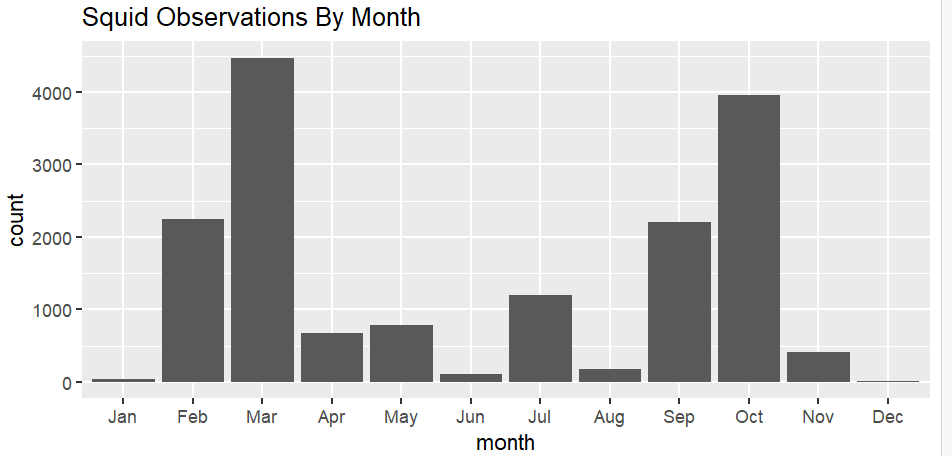 Squid Observations By Month
count
4000
3000
2000
1000
0
Jan Feb Mar Apr May Jun Jul Aug Sep Oct Nov Dec
month